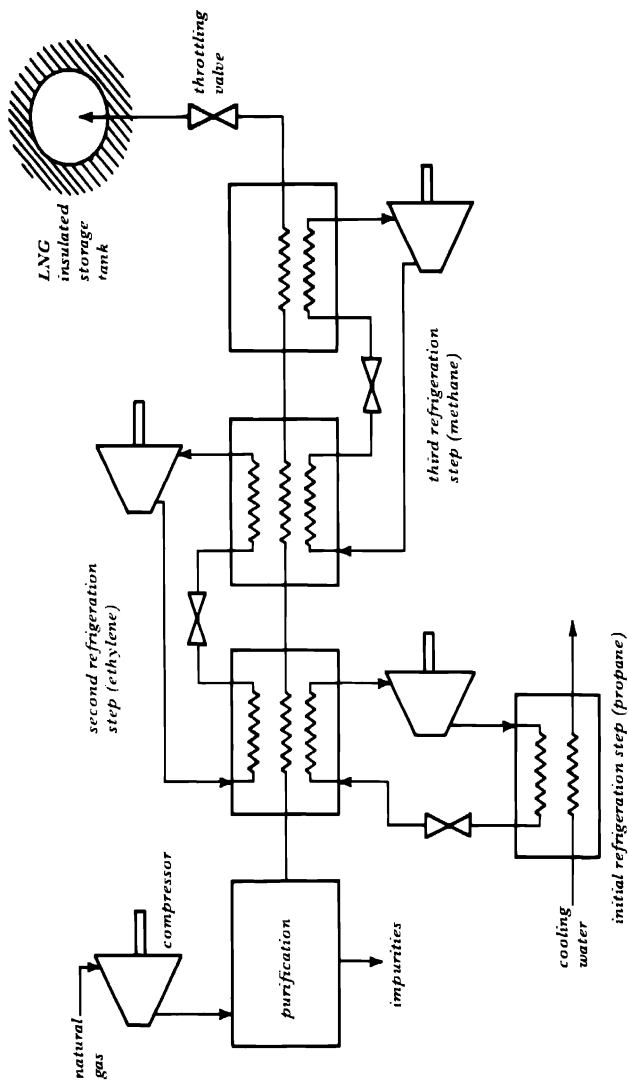 natural
gas
compressor
purification
impurities
second refrigeration
step (ethylene)
cooling
water
initial refrigeration step (propane)
third refrigeration
step (methane)
LNG
insulated
storage
tank
throttling
valve